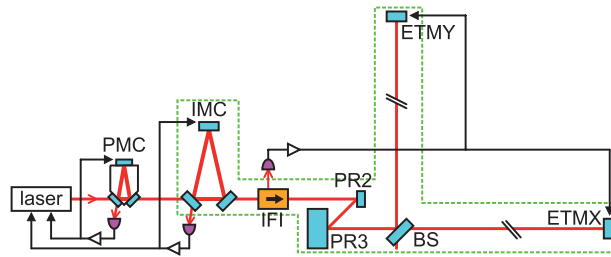 ETMY
IMC
PMC
PR2
laser
IFI
ETMX
PR3
BS